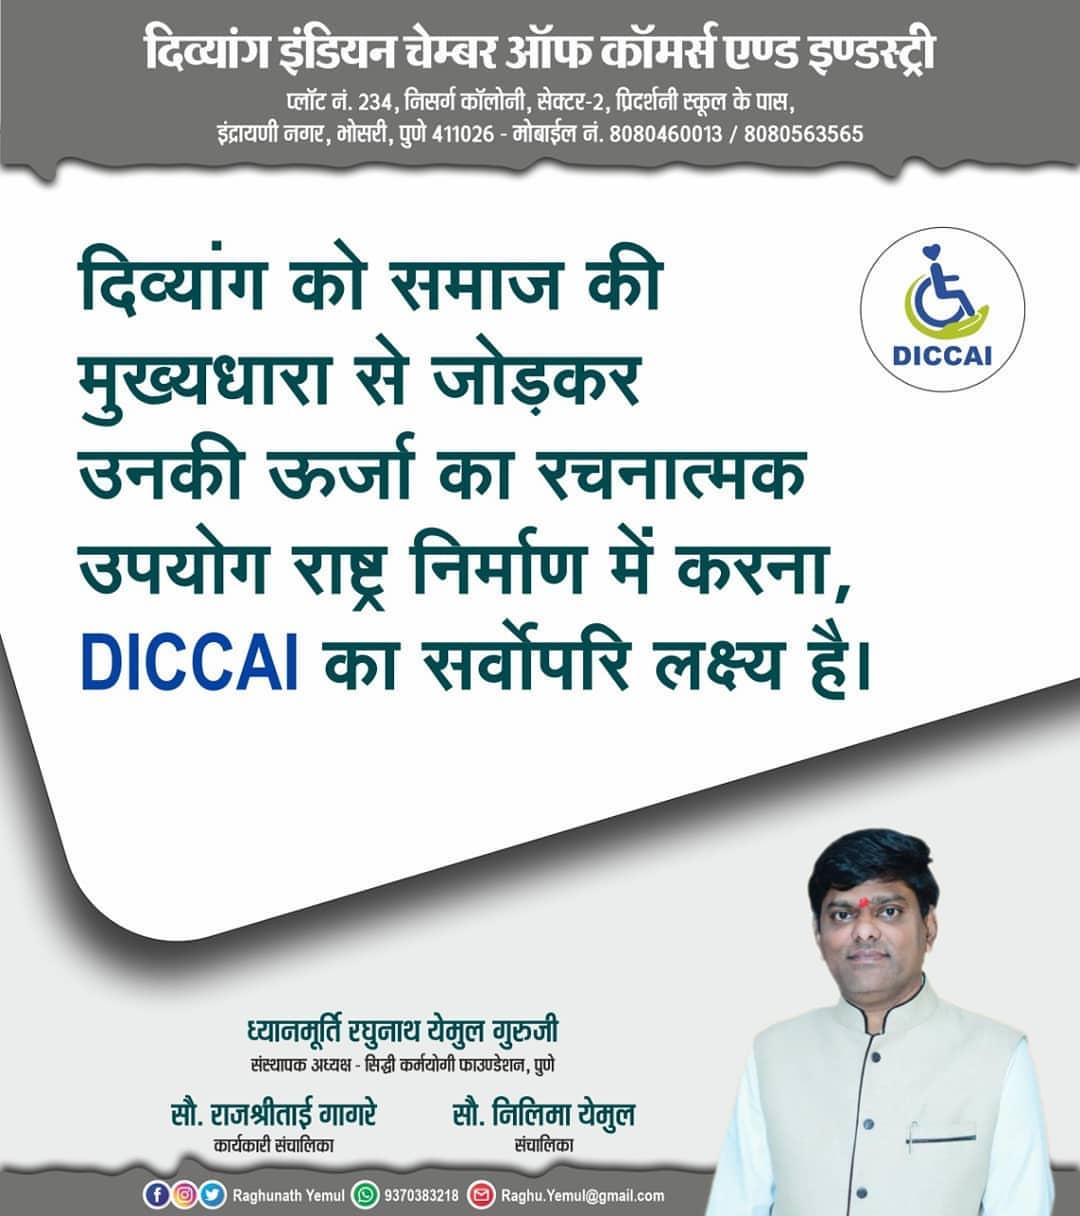 दिव्यांग इंडियन चेम्बर ऑफ कॉमर्स एण्ड इण्डस्ट्री
प्लॉट नं. 234, निसर्ग कॉलोनी, सेक्टर-2, प्रिदर्शनी स्कूल के पास,
इंद्रायणी नगर, भोसरी, पुणे 411026 - मोबाईल नं. 8080460013 / 8080563565
दिव्यांग को समाज की
मुख्यधारा से जोड़कर
उनकी ऊर्जा का रचनात्मक
उपयोग राष्ट्र निर्माण में करना,
DICCAI का सर्वोपरि लक्ष्य है।
DICCAI
ध्यानमूर्ति रघुनाथ येमुल गुरुजी
संस्थापक अध्यक्ष - सिद्धी कर्मयोगी फाउण्डेशन, पुणे
सौ. राजश्रीताई गागरे
कार्यकारी संचालिका
सौ. निलिमा येमुल
संचालिका
Raghunath Yemul 9370383218 Raghu.Yemul@gmail.com